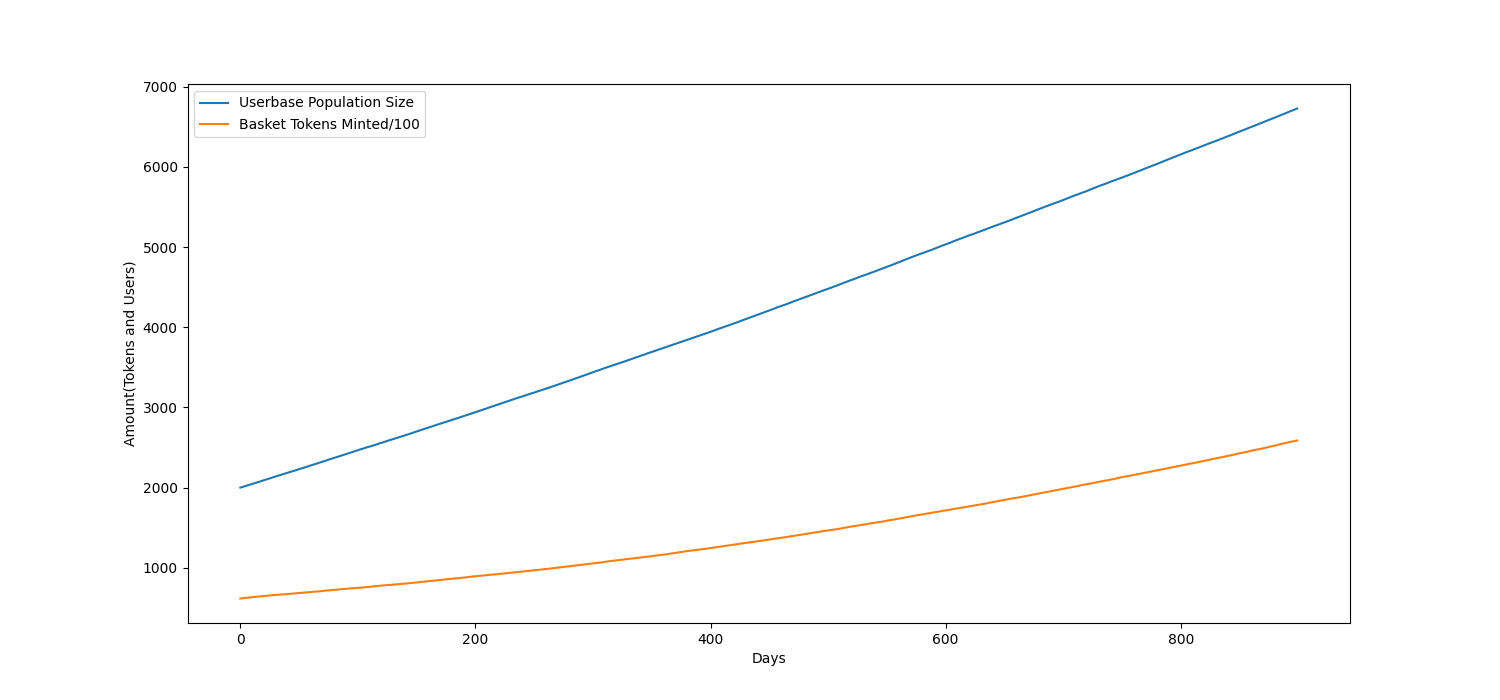 7000
6000
5000
4000
3000
2000
1000
Amount(Tokens and Users)
Userbase Population Size
Basket Tokens Minted/100
0 200 400 600 800
Days